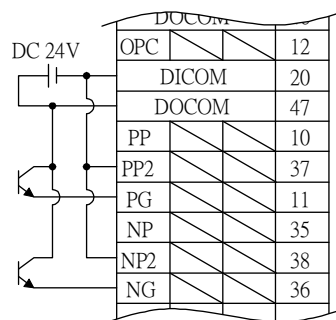 DOCOM
OPC 12
DC 24V
DICOM 20
DOCOM 47
PP 10
PP2 37
PG 11
NP 35
NP2 38
NG 36